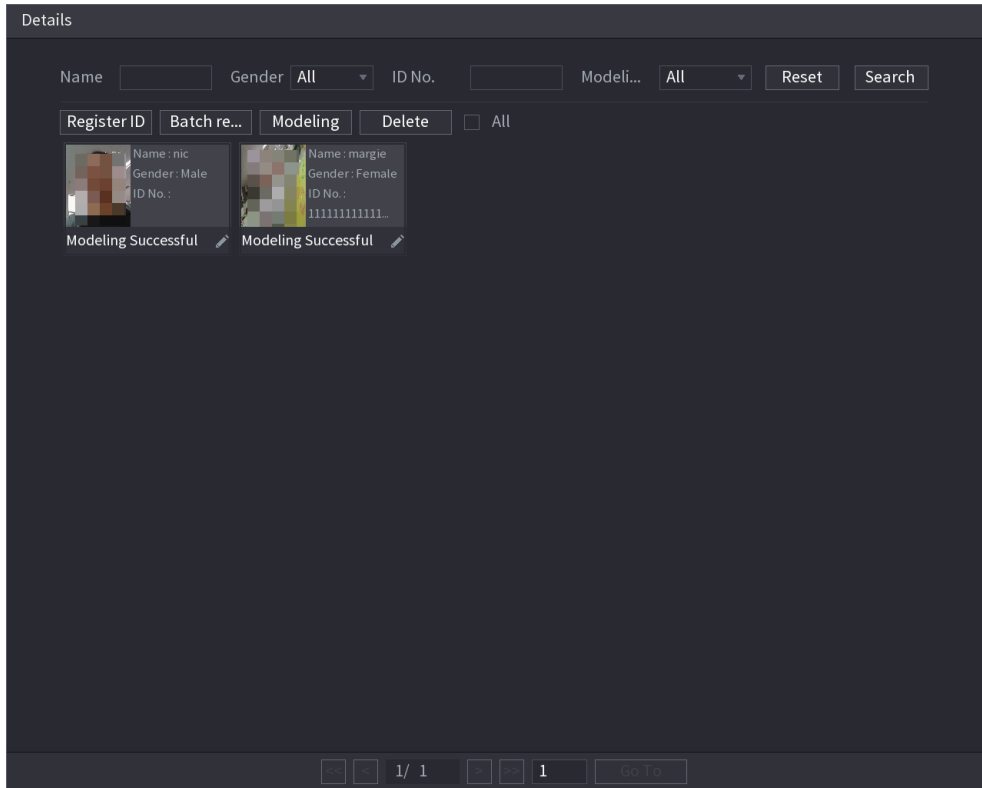 Details
Name Gender All ID No. Modeli... All Reset Search
Register ID Batch re... Modeling Delete All
Name : nic
Gender : Male
ID No. :
Modeling Successful
Name : margie
Gender : Female
ID No. :
111111111111...
Modeling Successful
<< < 1/ 1 > >> 1 Go To